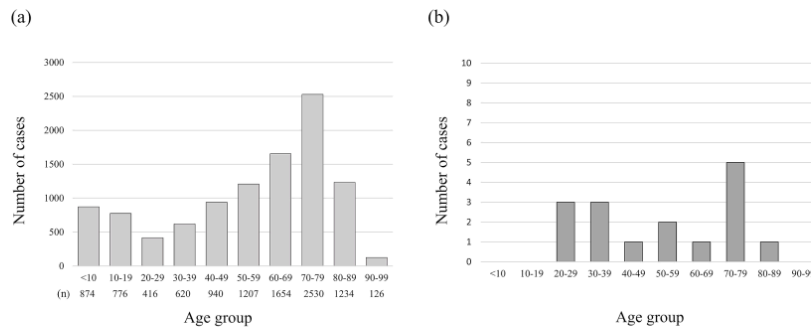 (a)
(b)
Number of cases
3000
2500
2000
1500
1000
500
0
<10 10-19 20-29 30-39 40-49 50-59 60-69 70-79 80-89 90-99
(n) 874 776 416 620 940 1207 1654 2530 1234 126
Age group
Number of cases
10
9
8
7
6
5
4
3
2
1
0
<10 10-19 20-29 30-39 40-49 50-59 60-69 70-79 80-89 90-9
Age group